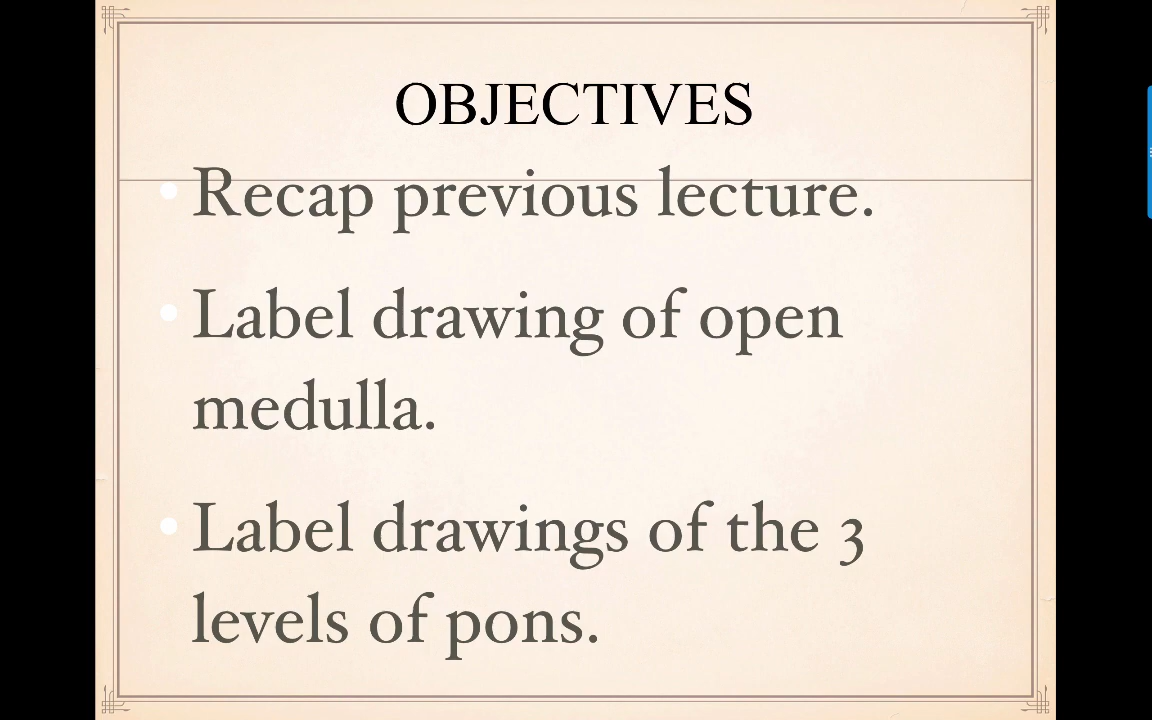 OBJECTIVES
• Recap previous lecture.
• Label drawing of open
medulla.
• Label drawings of the 3
levels of pons.